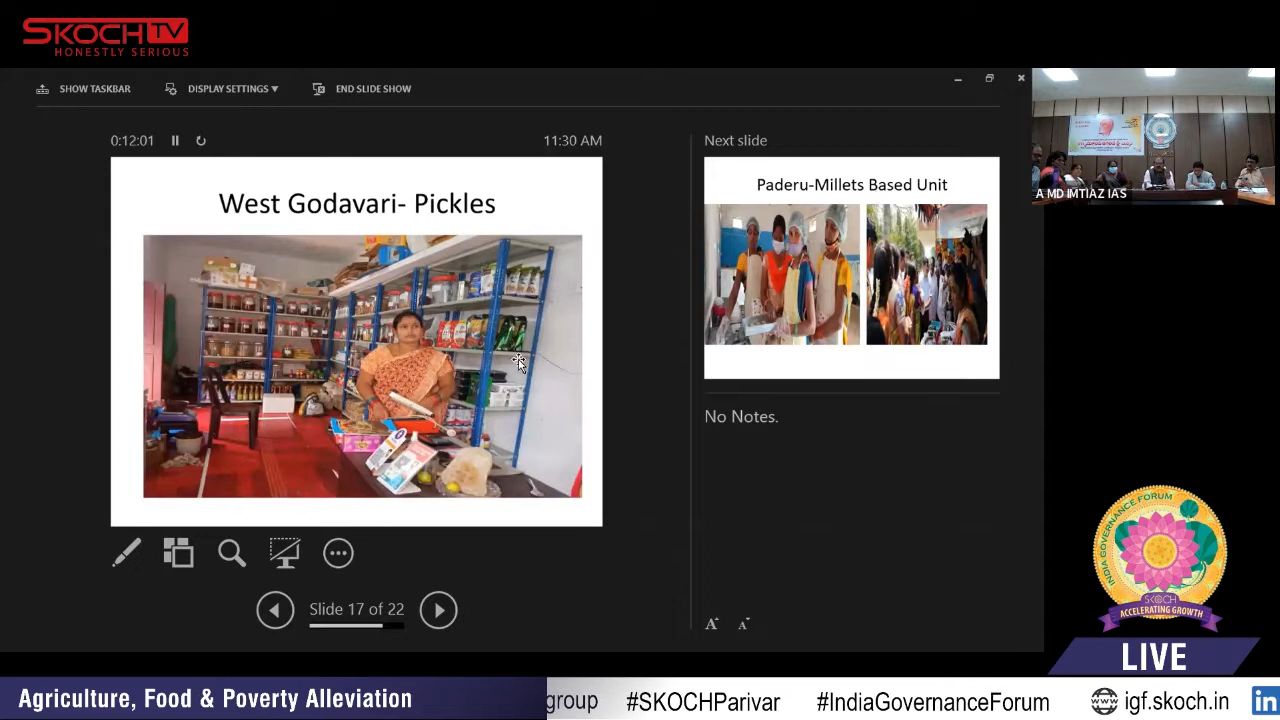 SKOCH TV
HONESTLY SERIOUS
SHOW TASKBAR
DISPLAY SETTINGS ▼
END SLIDE SHOW
0:12:01
11:30 AM
Next slide
West Godavari- Pickles
Paderu-Millets Based Unit
A MD IMTIAZ IAS
No Notes.
Slide 17 of 22
A A
INDIA GOVERNANCE FORUM
SKOCH
ACCELERATING GROWTH
LIVE
Agriculture, Food & Poverty Alleviation
group #SKOCHParivar #IndiaGovernanceForum igf.skoch.in in